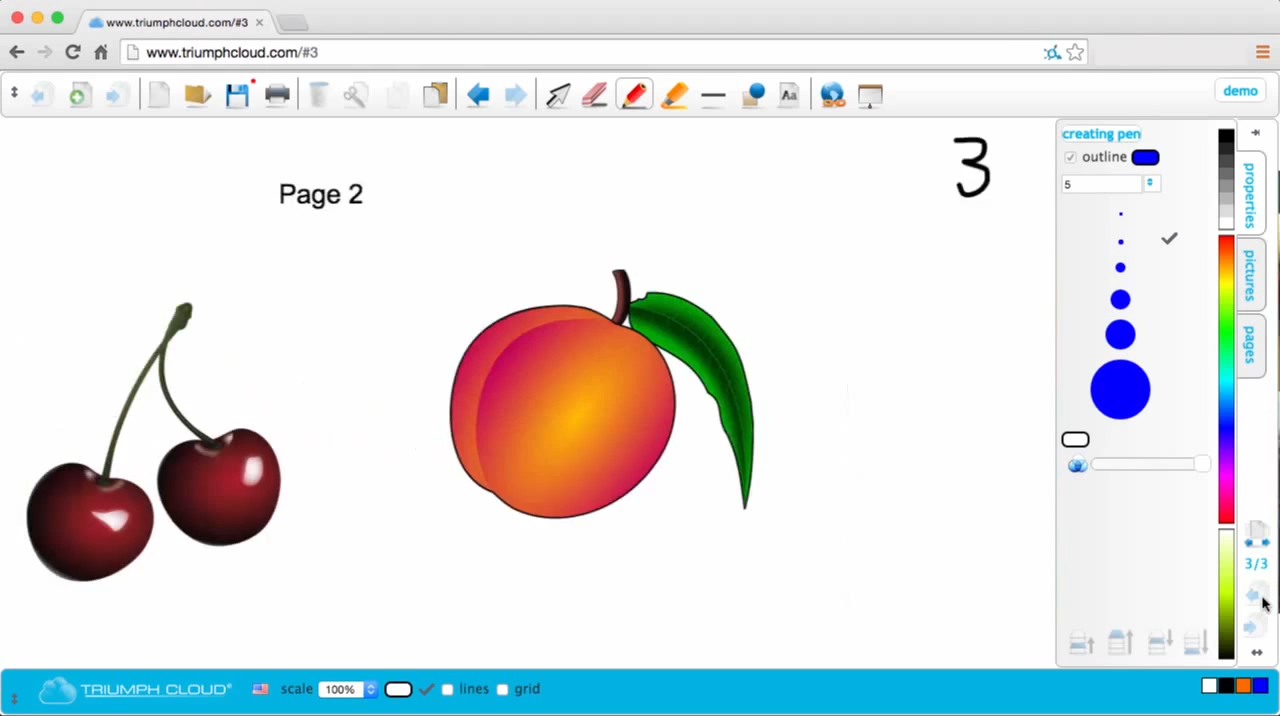 www.triumphcloud.com/#3
www.triumphcloud.com/#3
Aa
demo
creating pen
outline
5
properties
pictures
pages
Page 2
3
3/3
TRIUMPH CLOUD
scale 100% lines grid